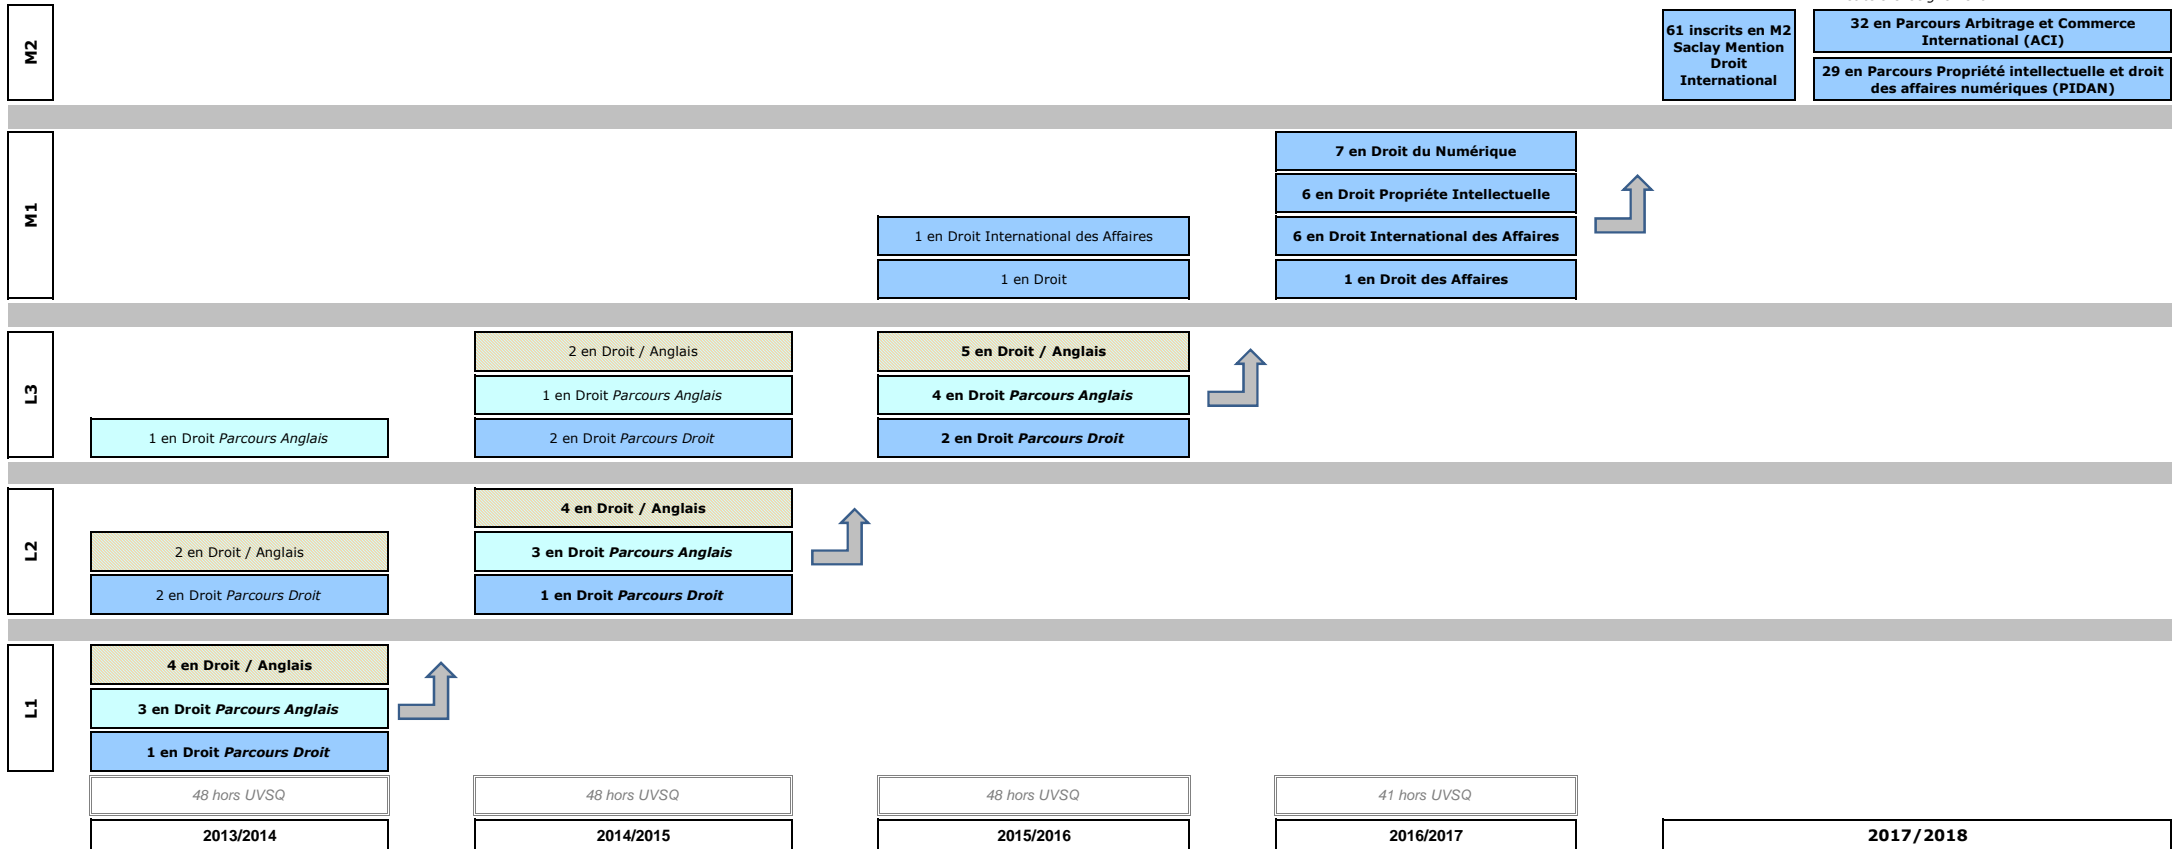 M2
61 inscrits en M2
Saclay Mention
Droit
International
32 en Parcours Arbitrage et Commerce
International (ACI)
29 en Parcours Propriété intellectuelle et droit
des affaires numériques (PIDAN)
M1
7 en Droit du Numérique
6 en Droit Propriéte Intellectuelle
1 en Droit International des Affaires
6 en Droit International des Affaires
1 en Droit
1 en Droit des Affaires
L3
2 en Droit / Anglais
5 en Droit / Anglais
1 en Droit Parcours Anglais
4 en Droit Parcours Anglais
1 en Droit Parcours Anglais
2 en Droit Parcours Droit
2 en Droit Parcours Droit
L2
4 en Droit / Anglais
2 en Droit / Anglais
3 en Droit Parcours Anglais
2 en Droit Parcours Droit
1 en Droit Parcours Droit
L1
4 en Droit / Anglais
3 en Droit Parcours Anglais
1 en Droit Parcours Droit
48 hors UVSQ
48 hors UVSQ
48 hors UVSQ
41 hors UVSQ
2013/2014
2014/2015
2015/2016
2016/2017
2017/2018